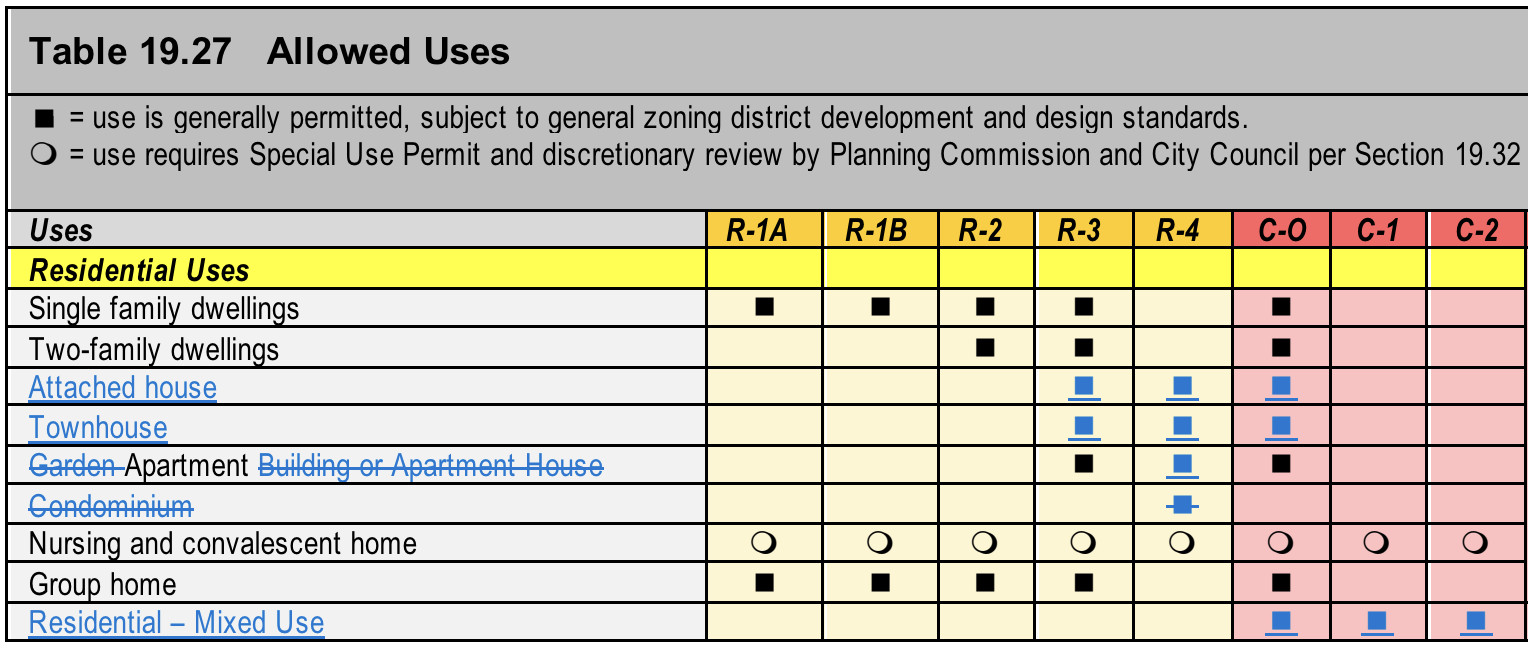 Table 19.27 Allowed Uses
■ = use is generally permitted, subject to general zoning district development and design standards.
❍ = use requires Special Use Permit and discretionary review by Planning Commission and City Council per Section 19.32
Uses R-1A R-1B R-2 R-3 R-4 C-O C-1 C-2
Residential Uses
Single family dwellings ■ ■ ■ ■ ■
Two-family dwellings ■ ■ ■
Attached house ■ ■ ■
Townhouse ■ ■ ■
Garden Apartment Building or Apartment House ■ ■ ■
Condominium ■
Nursing and convalescent home ❍ ❍ ❍ ❍ ❍ ❍ ❍ ❍
Group home ■ ■ ■ ■ ■
Residential – Mixed Use ■ ■ ■